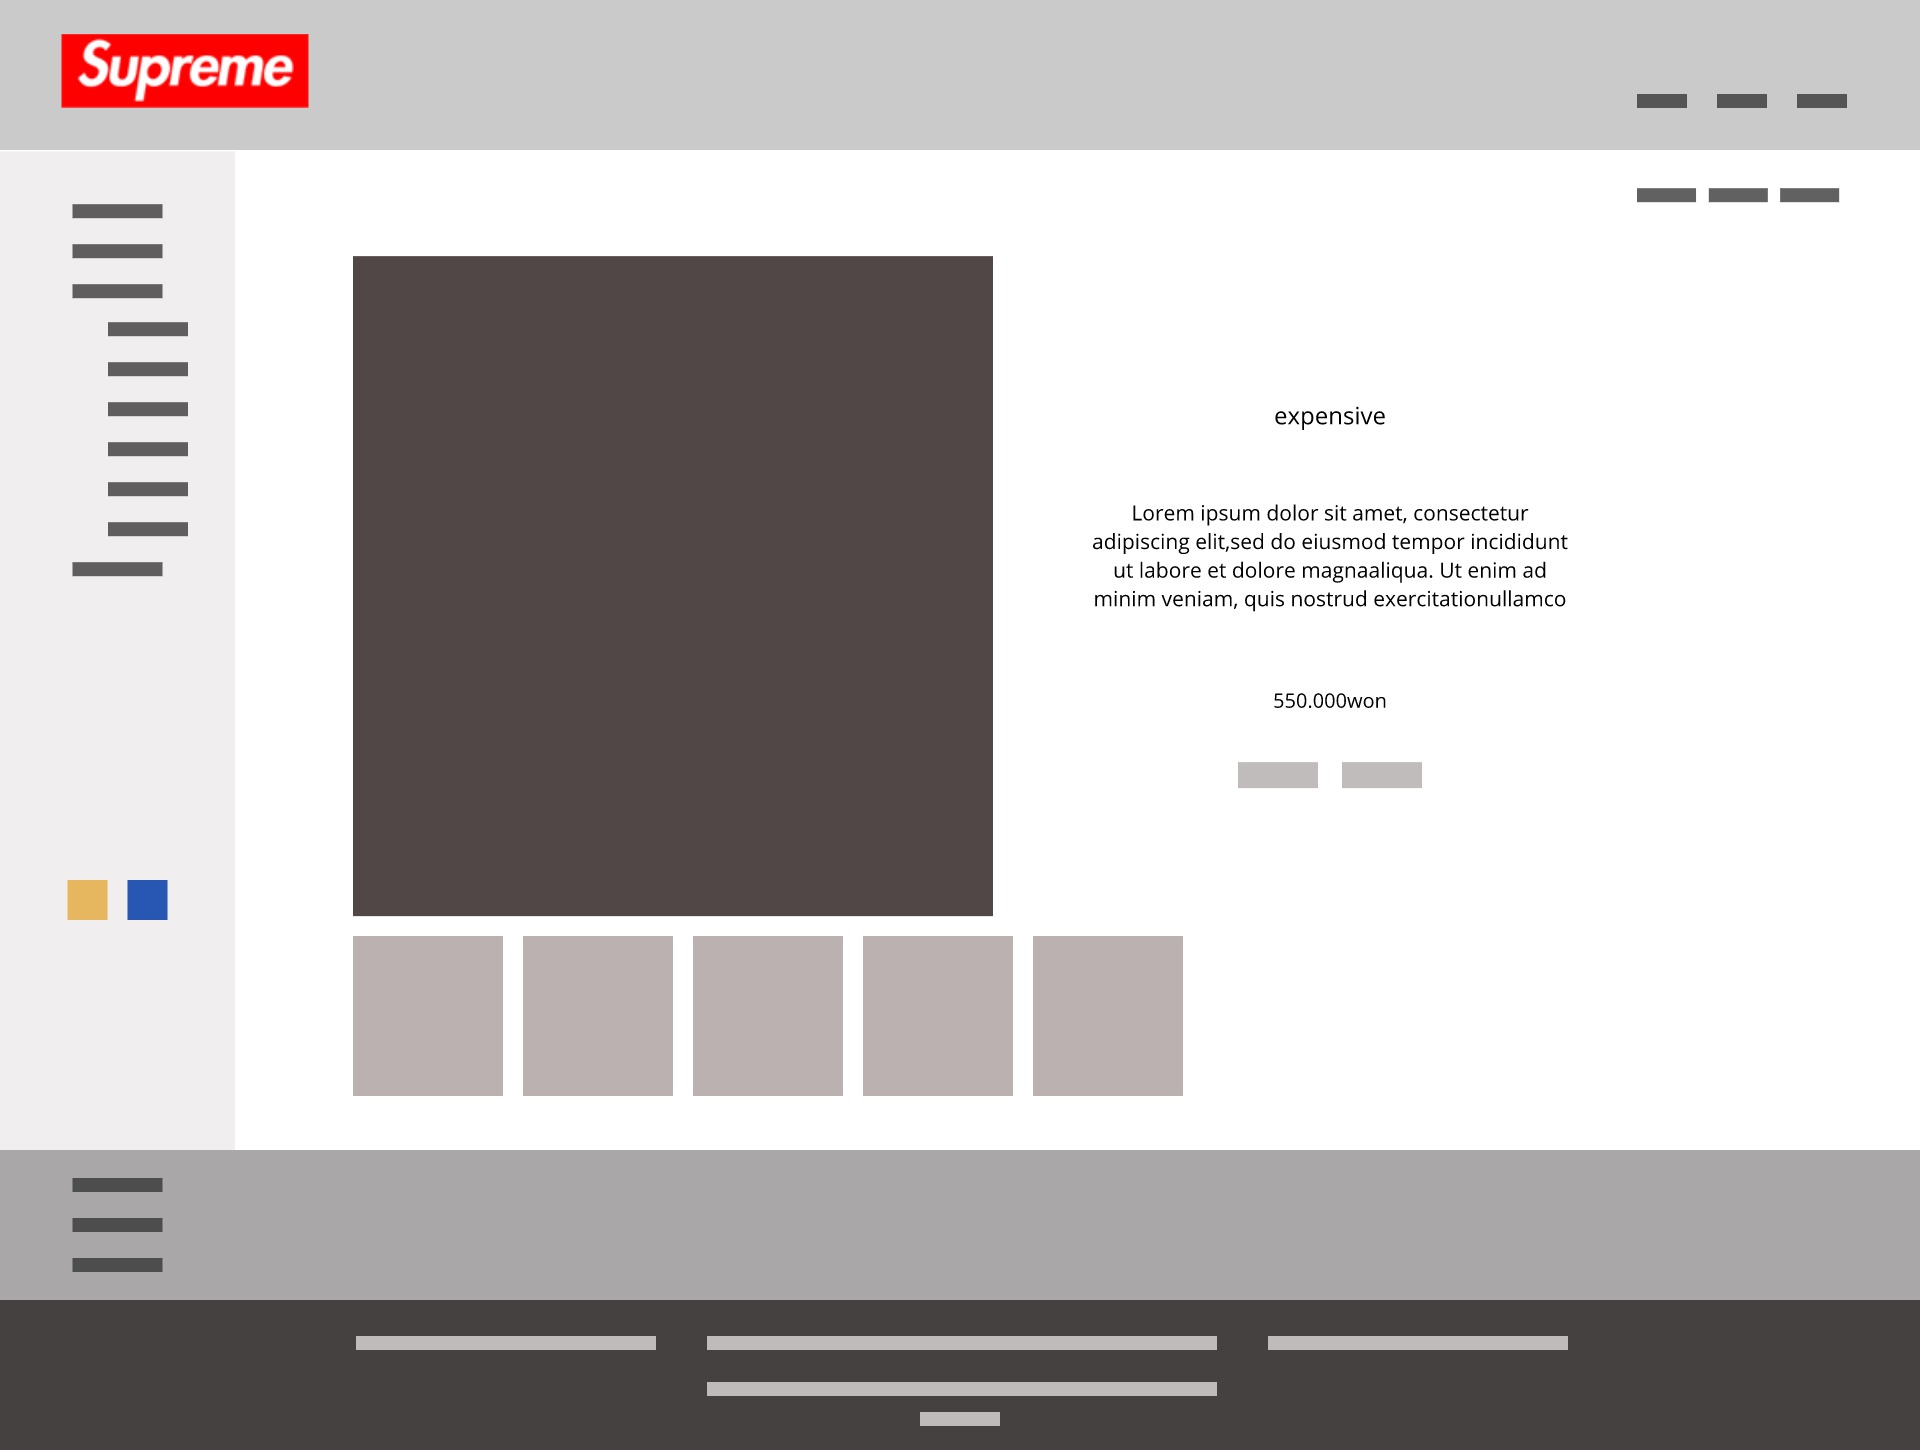 Supreme
expensive
Lorem ipsum dolor sit amet, consectetur
adipiscing elit,sed do eiusmod tempor incididunt
ut labore et dolore magnaaliqua. Ut enim ad
minim veniam, quis nostrud exercitationullamco
550.000won